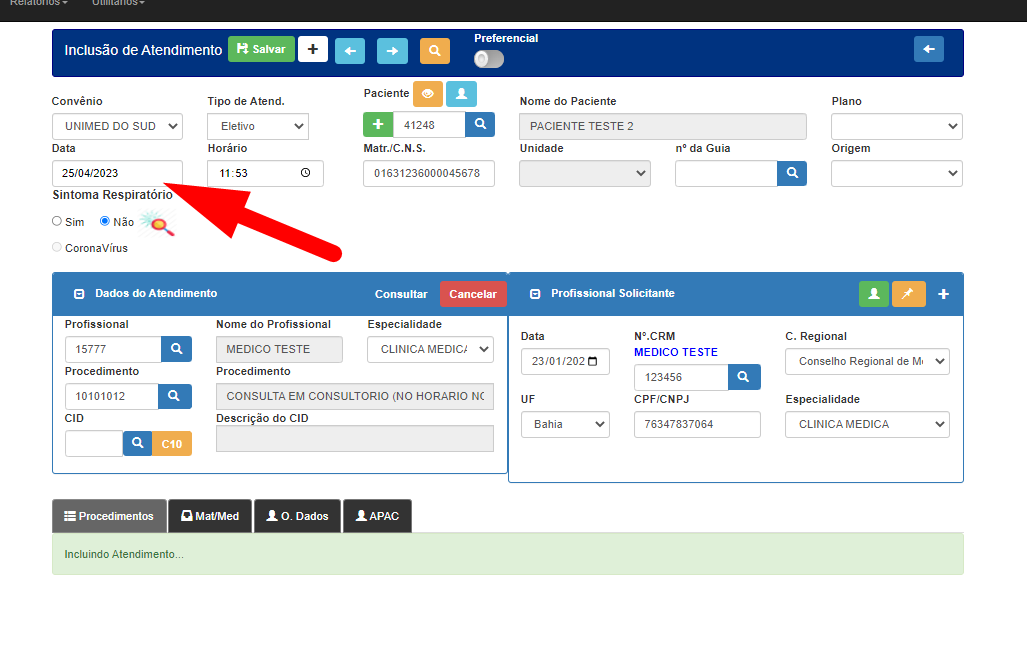 Relatórios Utilitários
Inclusão de Atendimento Salvar Preferencial
Convênio Tipo de Atend. Paciente Nome do Paciente Plano
UNIMED DO SUD Eletivo 41248 PACIENTE TESTE 2
Data Horário Matr./C.N.S. Unidade nº da Guia Origem
25/04/2023 11:53 01631236000045678
Sintoma Respiratório
Sim Não
CoronaVírus
Dados do Atendimento Consultar Cancelar
Profissional Nome do Profissional Especialidade
15777 MEDICO TESTE CLINICA MEDICA
Procedimento Procedimento
10101012 CONSULTA EM CONSULTORIO (NO HORARIO NO
CID Descrição do CID
C10
Profissional Solicitante
Data Nº.CRM C. Regional
MEDICO TESTE
23/01/202 123456 Conselho Regional de Me
UF CPF/CNPJ Especialidade
Bahia 76347837064 CLINICA MEDICA
Procedimentos Mat/Med O. Dados APAC
Incluindo Atendimento...